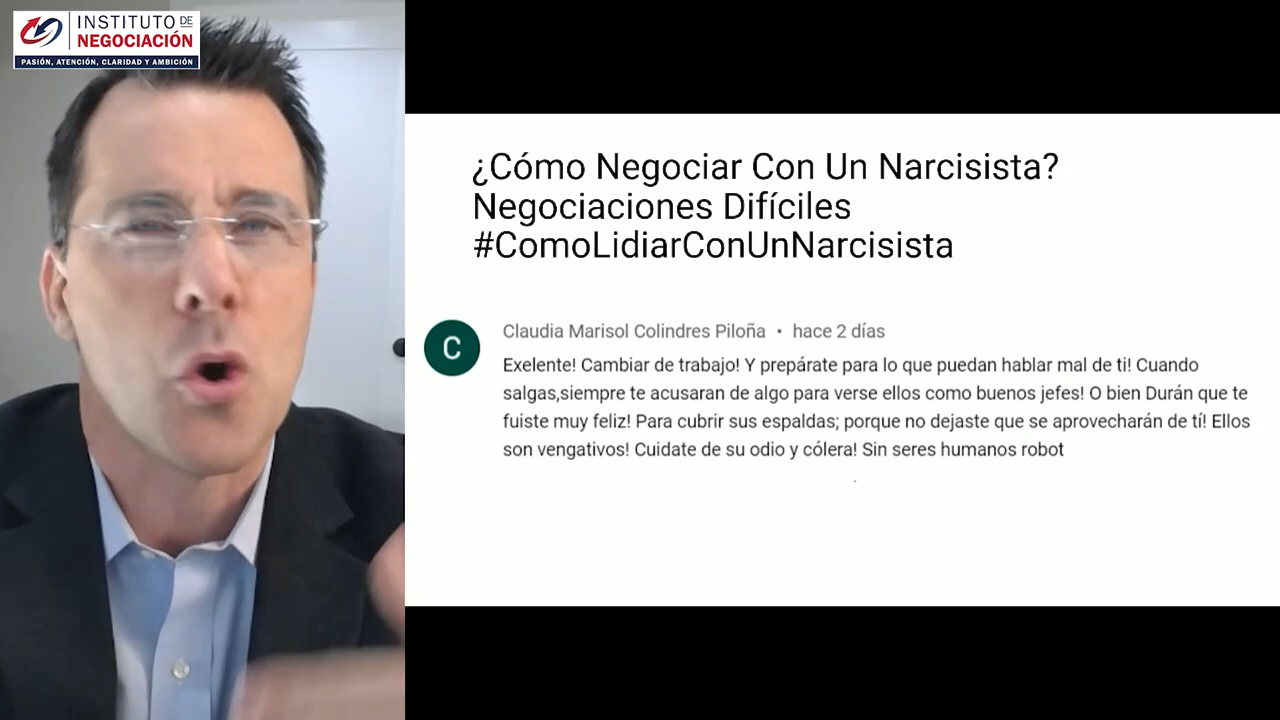 INSTITUTO DE
NEGOCIACIÓN
PASIÓN, ATENCIÓN, CLARIDAD Y AMBICIÓN
¿Cómo Negociar Con Un Narcisista?
Negociaciones Difíciles
#ComoLidiarConUnNarcisista
C
Claudia Marisol Colindres Piloña • hace 2 días
Exelente! Cambiar de trabajo! Y prepárate para lo que puedan hablar mal de ti! Cuando
salgas,siempre te acusaran de algo para verse ellos como buenos jefes! O bien Durán que te
fuiste muy feliz! Para cubrir sus espaldas; porque no dejaste que se aprovecharán de tí! Ellos
son vengativos! Cuidate de su odio y cólera! Sin seres humanos robot